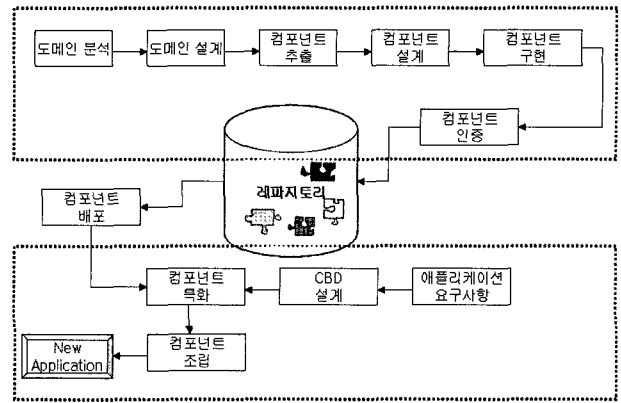 도메인 분석
도메인 설계
컴포넌트
추출
컴포넌트
설계
컴포넌트
구현
컴포넌트
인증
레파지토리
컴포넌트
배포
컴포넌트
특화
CBD
설계
애플리케이션
요구사항
New
Application
컴포넌트
조립